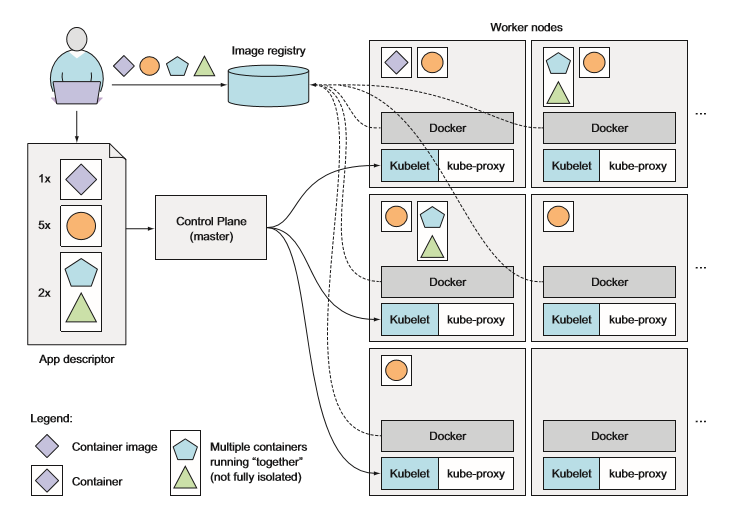 Worker nodes
Image registry
Docker
Docker
...
Kubelet
kube-proxy
Kubelet
kube-proxy
1x
5x
2x
App descriptor
Control Plane
(master)
Docker
Docker
...
Kubelet
kube-proxy
Kubelet
kube-proxy
Docker
Docker
...
Kubelet
kube-proxy
Kubelet
kube-proxy
Legend:
Container image
Container
Multiple containers
running “together”
(not fully isolated)